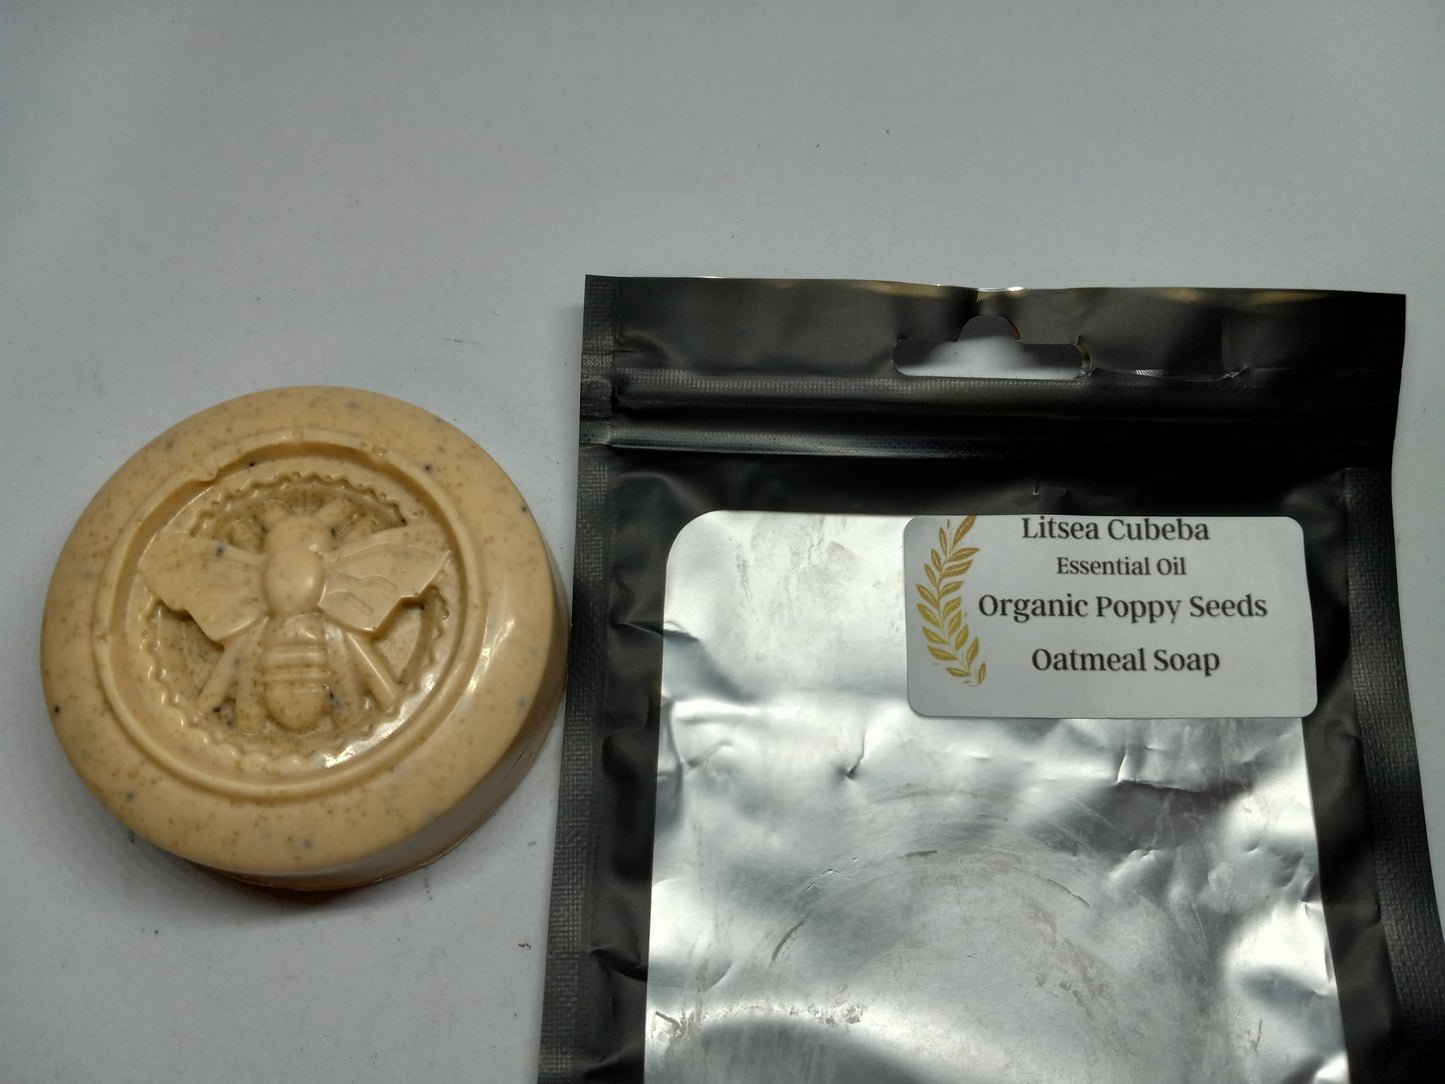 Litsea Cubeba
Essential Oil
Organic Poppy Seeds
Oatmeal Soap